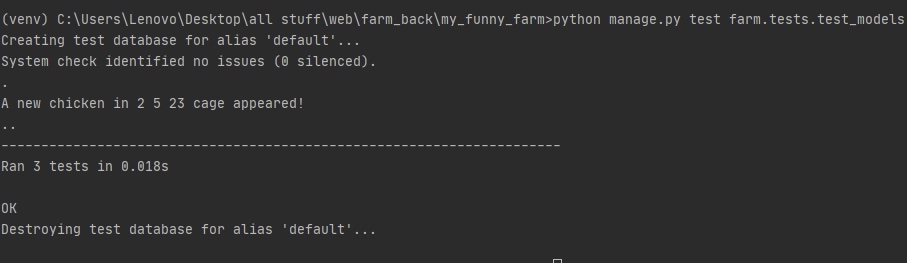 (venv) C:\Users\Lenovo\Desktop\all stuff\web\farm_back\my_funny_farm>python manage.py test farm.tests.test_models
Creating test database for alias 'default'...
System check identified no issues (0 silenced).
.
A new chicken in 2 5 23 cage appeared!
..
----------------------------------------------------------------------
Ran 3 tests in 0.018s
OK
Destroying test database for alias 'default'...